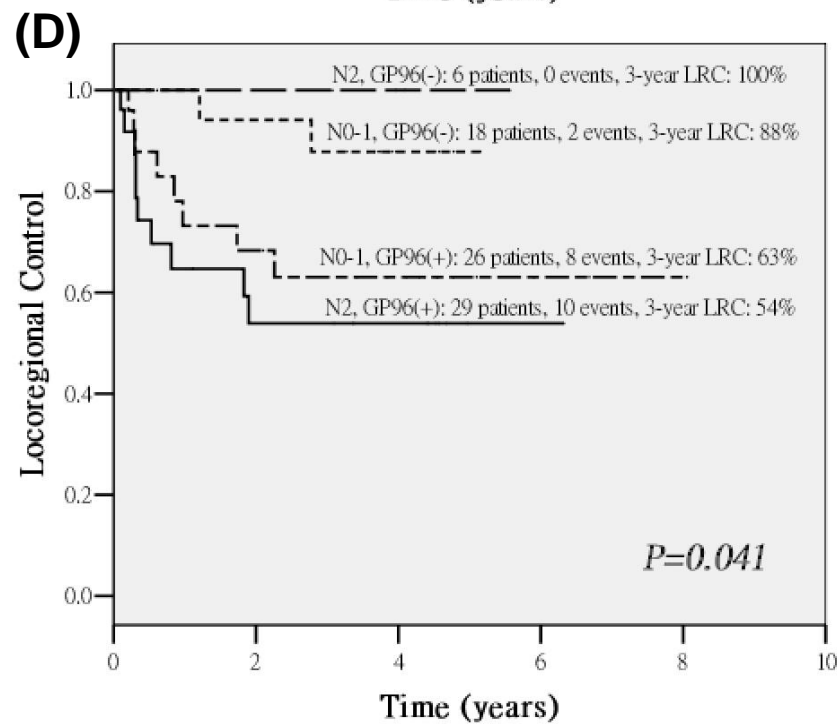 (D)
N2, GP96(-): 6 patients, 0 events, 3-year LRC: 100%
N0-1, GP96(-): 18 patients, 2 events, 3-year LRC: 88%
N0-1, GP96(+): 26 patients, 8 events, 3-year LRC: 63%
N2, GP96(+): 29 patients, 10 events, 3-year LRC: 54%
P=0.041
Locoregional Control
1.0
0.8
0.6
0.4
0.2
0.0
0 2 4 6 8 10
Time (years)